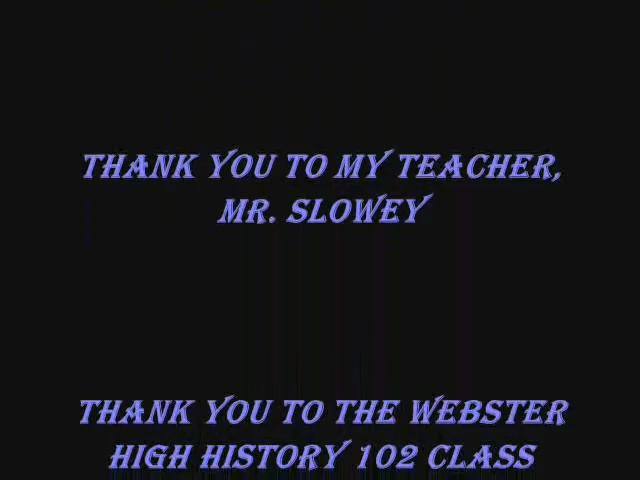 THANK YOU TO MY TEACHER,
MR. SLOWEY
THANK YOU TO THE WEBSTER
HIGH HISTORY 102 CLASS